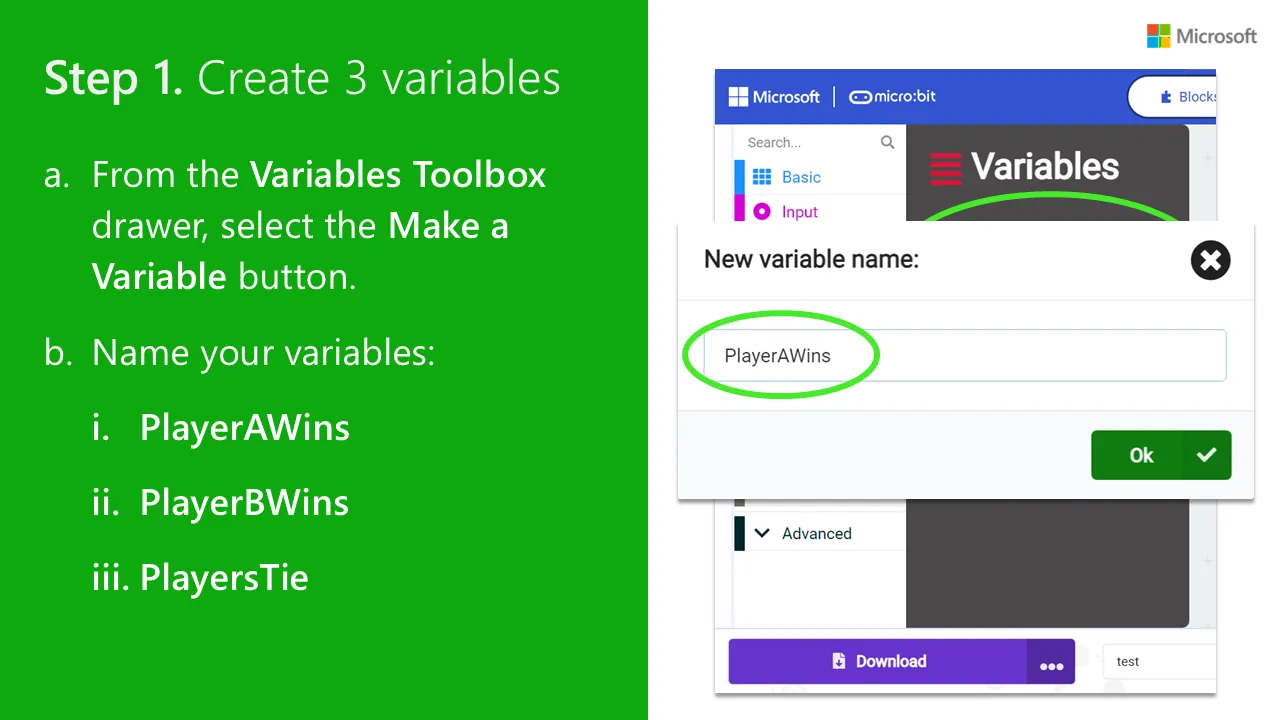 Step 1. Create 3 variables
a. From the Variables Toolbox
drawer, select the Make a
Variable button.
b. Name your variables:
i. PlayerAWins
ii. PlayerBWins
iii. PlayersTie
Microsoft
Microsoft | micro:bit
Blocks
Search...
Basic
Input
Variables
New variable name:
PlayerAWins
Ok
Advanced
Download
test